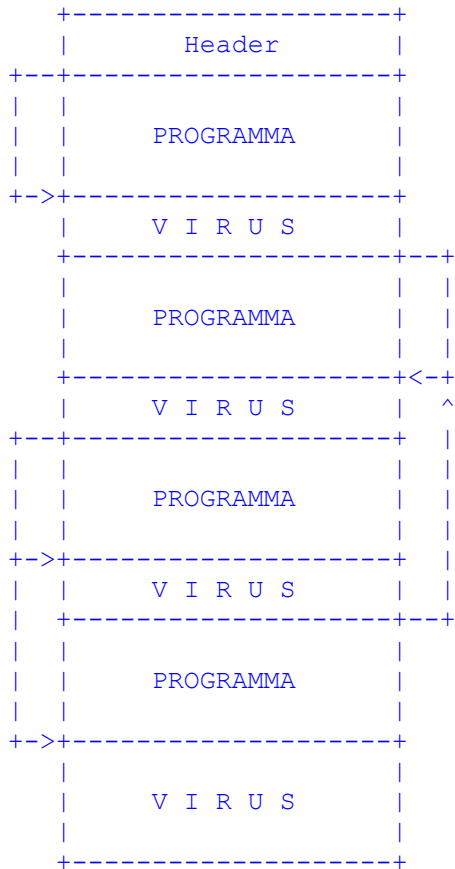 Header
PROGRAMMA
V I R U S
PROGRAMMA
V I R U S
PROGRAMMA
V I R U S
PROGRAMMA
V I R U S